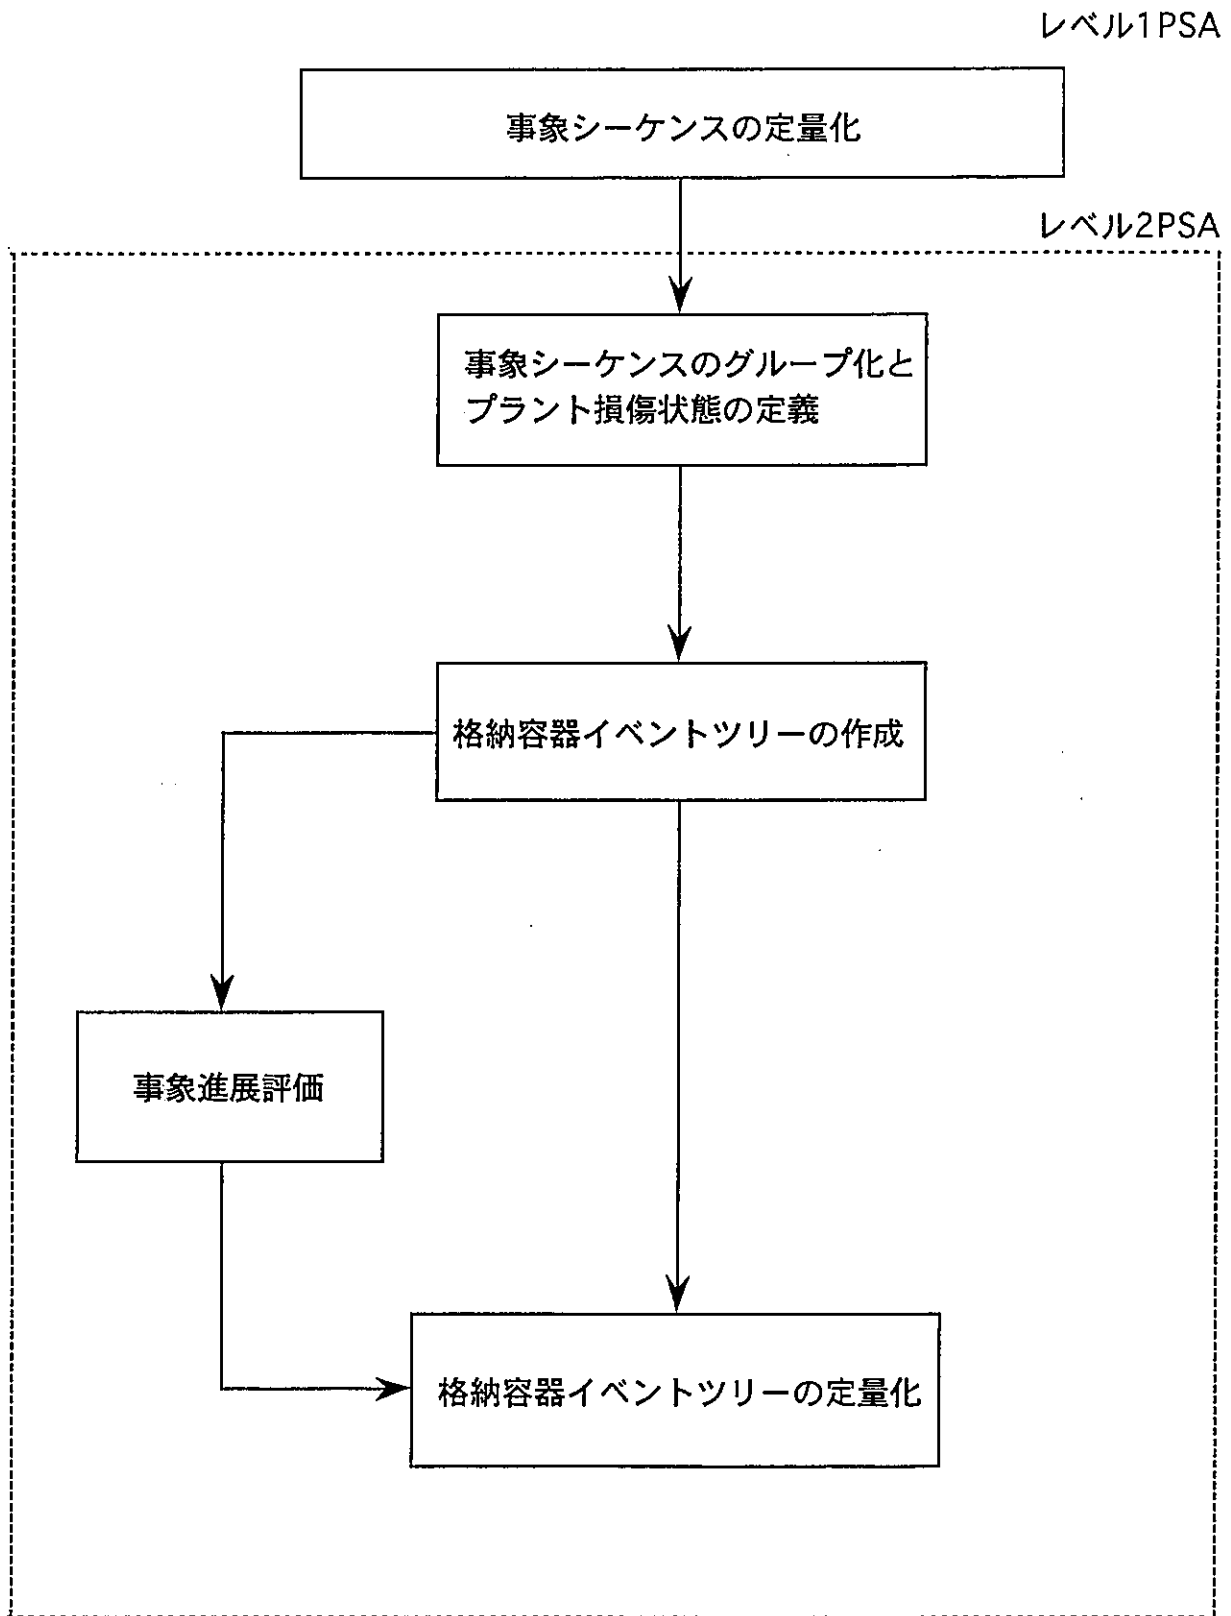 レベル1PSA
事象シーケンスの定量化
レベル2PSA
事象シーケンスのグループ化と
プラント損傷状態の定義
格納容器イベントツリーの作成
事象進展評価
格納容器イベントツリーの定量化